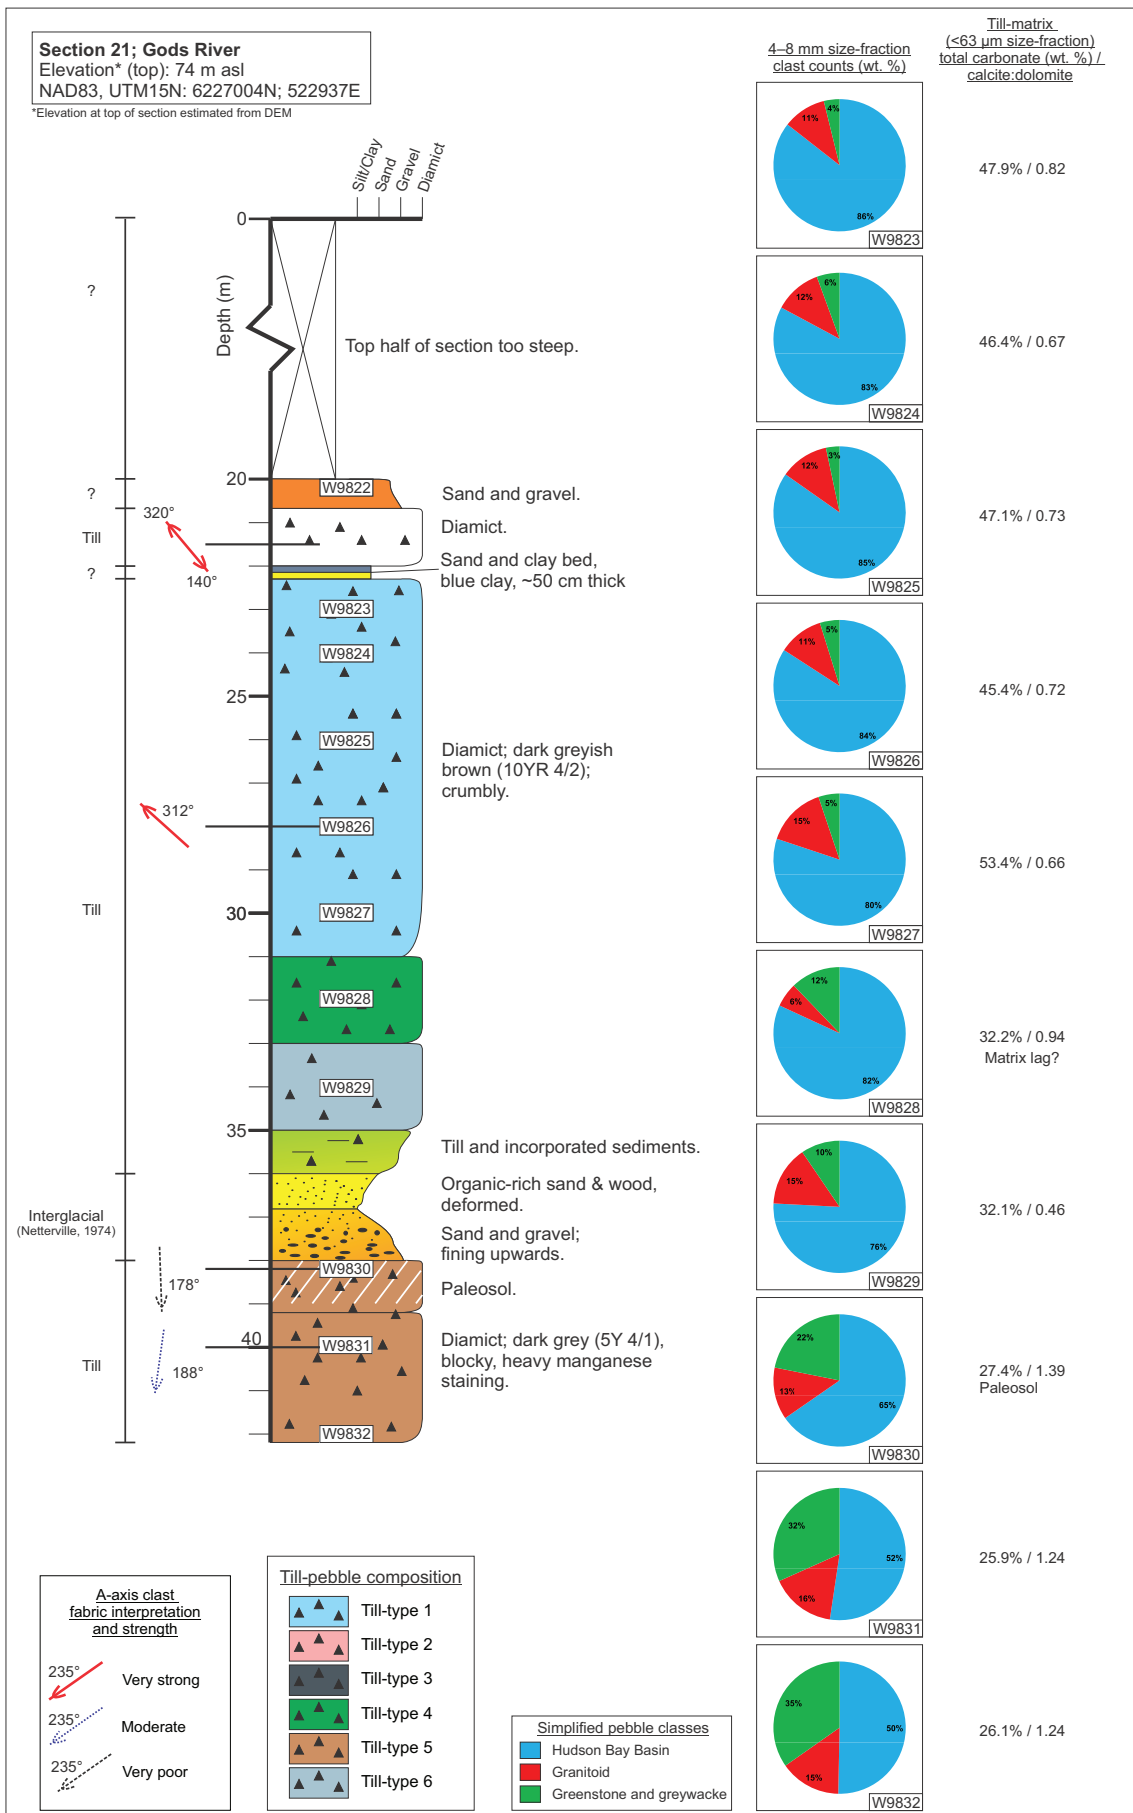 Section 21; Gods River
Elevation* (top): 74 m asl
NAD83, UTM15N: 6227004N; 522937E
*Elevation at top of section estimated from DEM
4–8 mm size-fraction
clast counts (wt. %)
Till-matrix
(<63 µm size-fraction)
total carbonate (wt. %) /
calcite:dolomite
Silt/Clay
Sand
Gravel
Diamict
Depth (m)
0
?
Top half of section too steep.
20
?
W9822
Sand and gravel.
320°
Till
Diamict.
140°
?
Sand and clay bed,
blue clay, ~50 cm thick
W9823
W9824
25
W9825
Diamict; dark greyish
brown (10YR 4/2);
crumbly.
312°
W9826
Till
30
W9827
W9828
W9829
35
Till and incorporated sediments.
Organic-rich sand & wood,
deformed.
Interglacial
(Netterville, 1974)
Sand and gravel;
fining upwards.
W9830
178°
Paleosol.
40
W9831
Diamict; dark grey (5Y 4/1),
blocky, heavy manganese
staining.
Till
188°
W9832
4%
11%
86%
W9823
47.9% / 0.82
6%
12%
83%
W9824
46.4% / 0.67
3%
12%
85%
W9825
47.1% / 0.73
5%
11%
84%
W9826
45.4% / 0.72
5%
15%
80%
W9827
53.4% / 0.66
12%
6%
82%
W9828
32.2% / 0.94
Matrix lag?
10%
15%
76%
W9829
32.1% / 0.46
22%
13%
65%
W9830
27.4% / 1.39
Paleosol
32%
52%
16%
W9831
25.9% / 1.24
35%
50%
15%
W9832
26.1% / 1.24
A-axis clast
fabric interpretation
and strength
235°
Very strong
235°
Moderate
235°
Very poor
Till-pebble composition
Till-type 1
Till-type 2
Till-type 3
Till-type 4
Till-type 5
Till-type 6
Simplified pebble classes
Hudson Bay Basin
Granitoid
Greenstone and greywacke